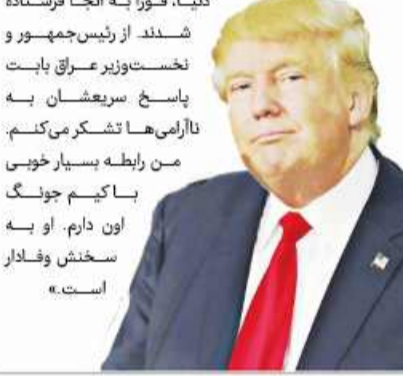 دنیا، فورا به آنجا فرستاده
شدند. از رئیس‌جمهور و
نخست‌وزیر عراق بابت
پاسخ سریعشان به
ناآرامی‌ها تشکر می‌کنم.
من رابطه بسیار خوبی
با کیم جونگ
اون دارم. او به
سخنش وفادار
است.»